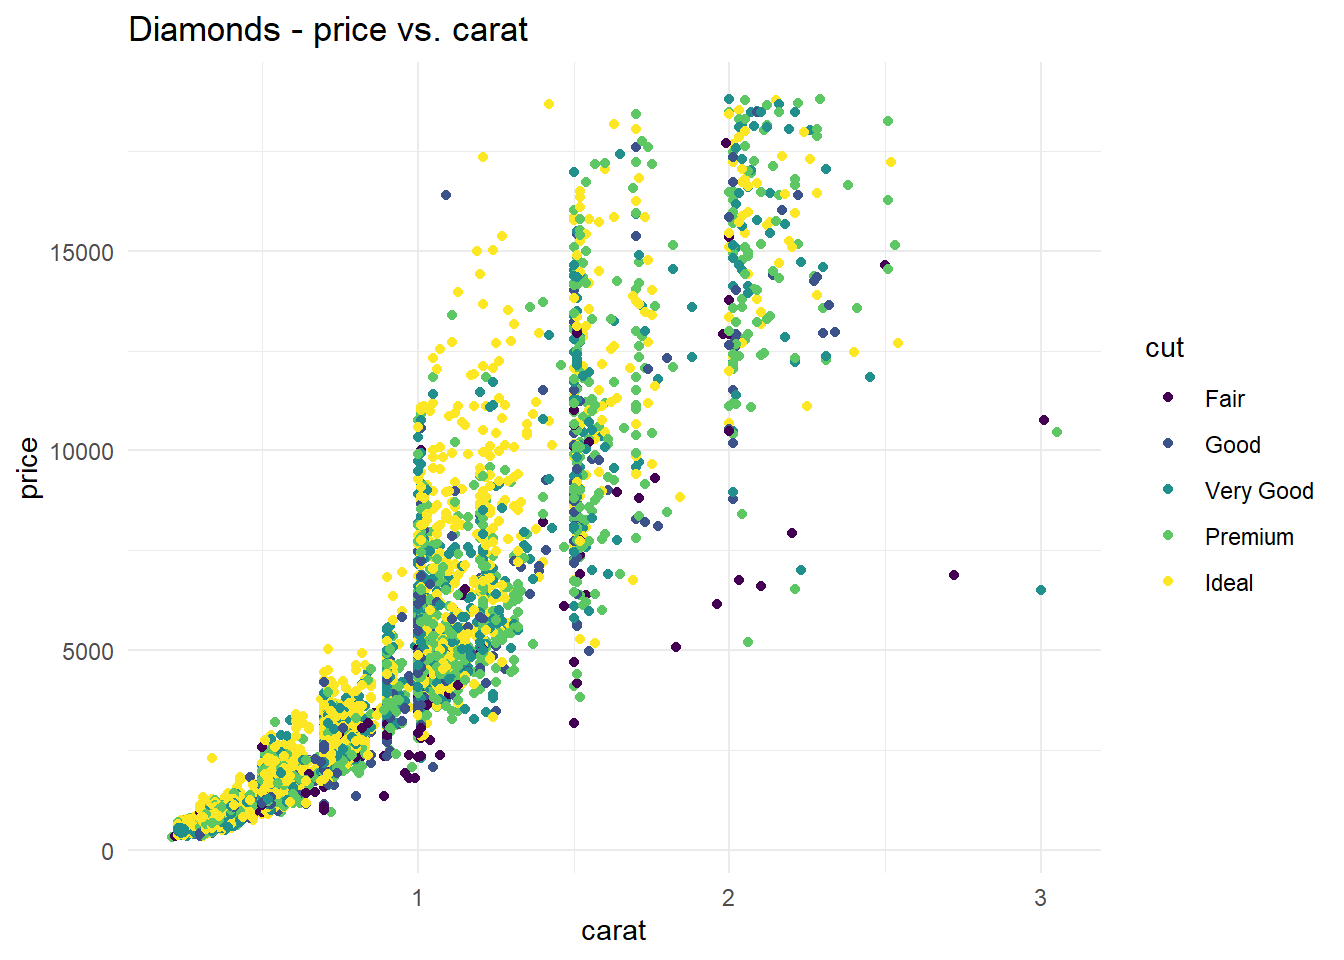 Diamonds - price vs. carat
price
15000
10000
5000
0
1
2
3
carat
cut
Fair
Good
Very Good
Premium
Ideal